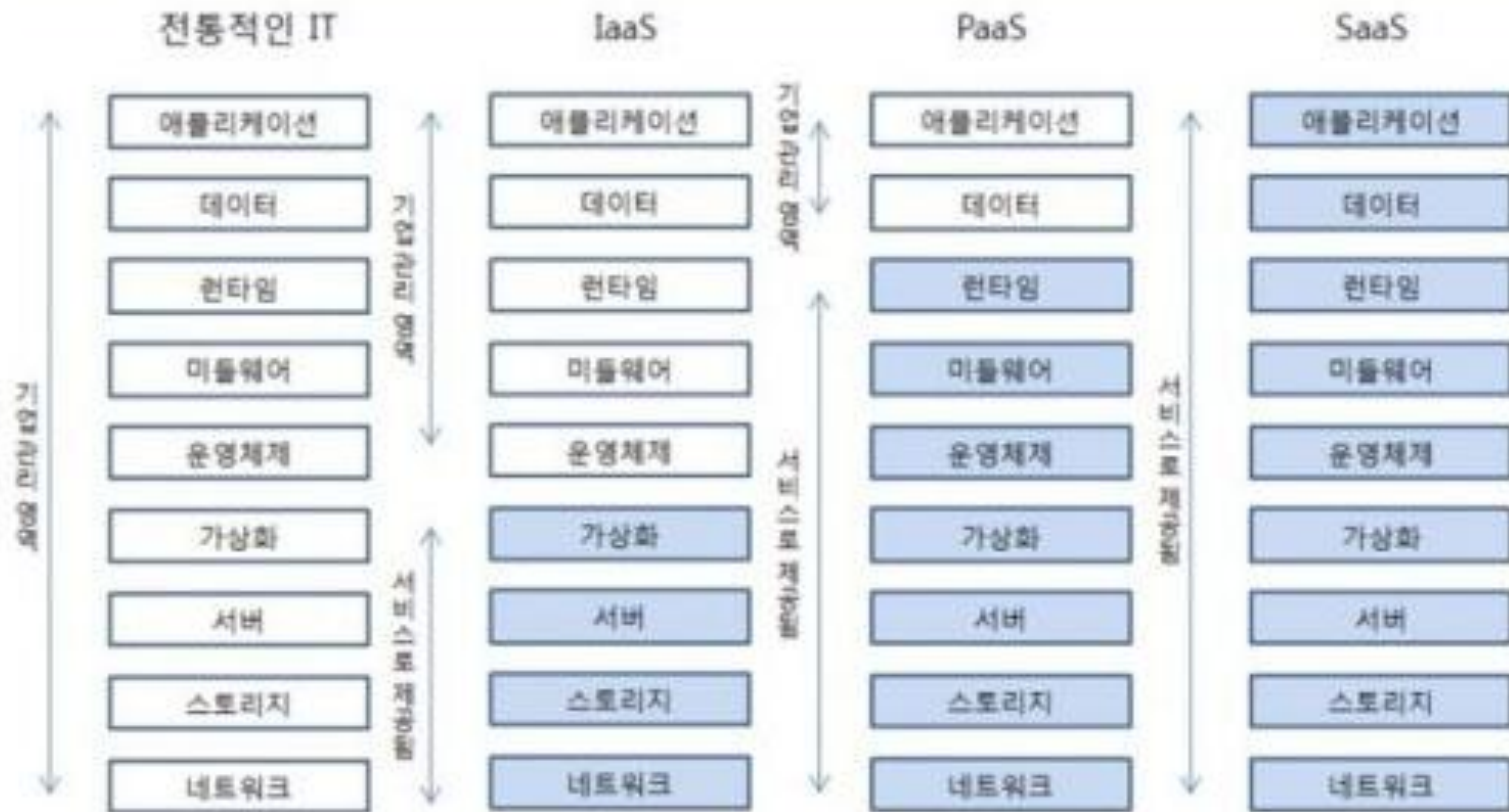 전통적인 IT IaaS PaaS SaaS
애플리케이션 애플리케이션 애플리케이션 애플리케이션
데이터 데이터 데이터 데이터
런타임 런타임 런타임 런타임
미들웨어 미들웨어 미들웨어 미들웨어
운영체제 운영체제 운영체제 운영체제
가상화 가상화 가상화 가상화
서버 서버 서버 서버
스토리지 스토리지 스토리지 스토리지
네트워크 네트워크 네트워크 네트워크
기업관리 영역
기업관리 영역
서비스로 제공됨
기업관리 영역
서비스로 제공됨
서비스로 제공됨